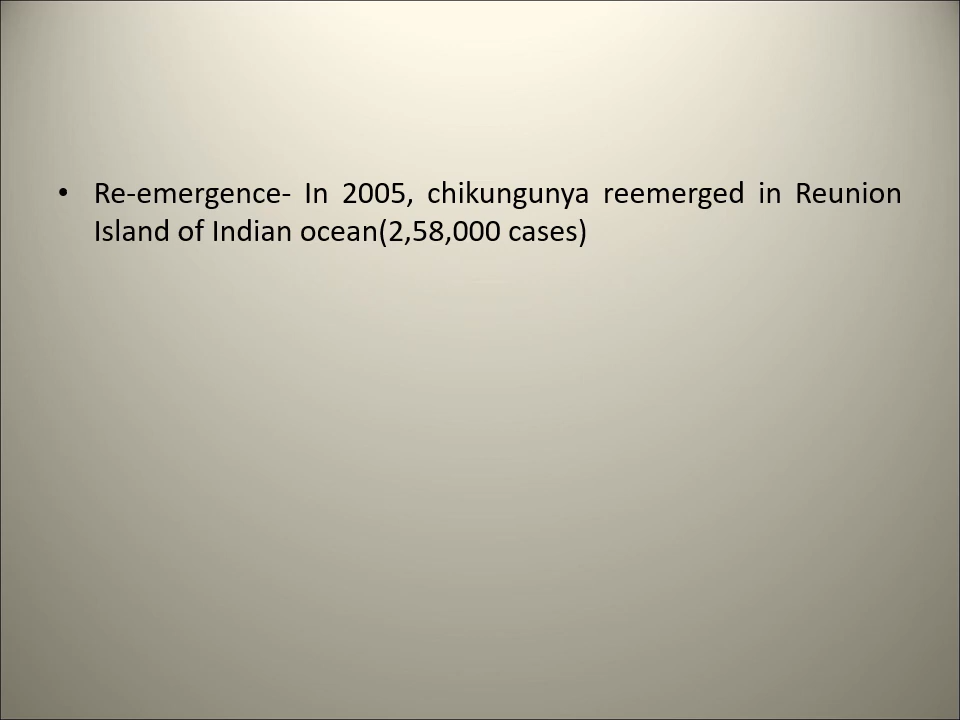 • Re-emergence- In 2005, chikungunya reemerged in Reunion
Island of Indian ocean(2,58,000 cases)